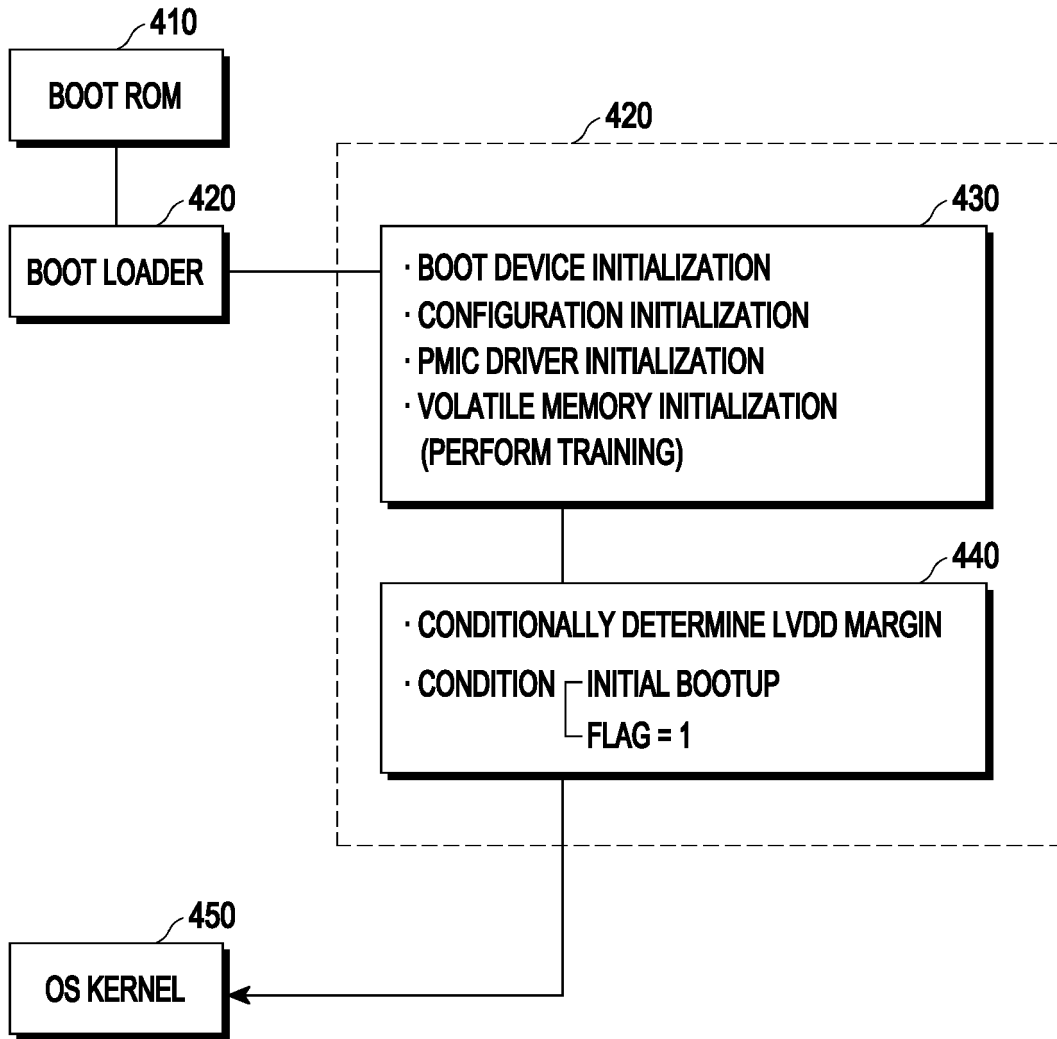 410
BOOT ROM
420
BOOT LOADER
420
430
· BOOT DEVICE INITIALIZATION
· CONFIGURATION INITIALIZATION
· PMIC DRIVER INITIALIZATION
· VOLATILE MEMORY INITIALIZATION
(PERFORM TRAINING)
440
· CONDITIONALLY DETERMINE LVDD MARGIN
· CONDITION INITIAL BOOTUP
FLAG = 1
450
OS KERNEL